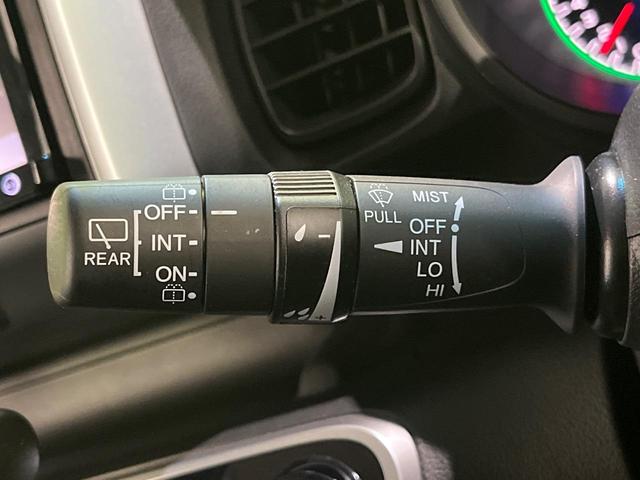 REAR
OFF
INT
ON
- +
PULL
MIST
OFF
INT
LO
HI